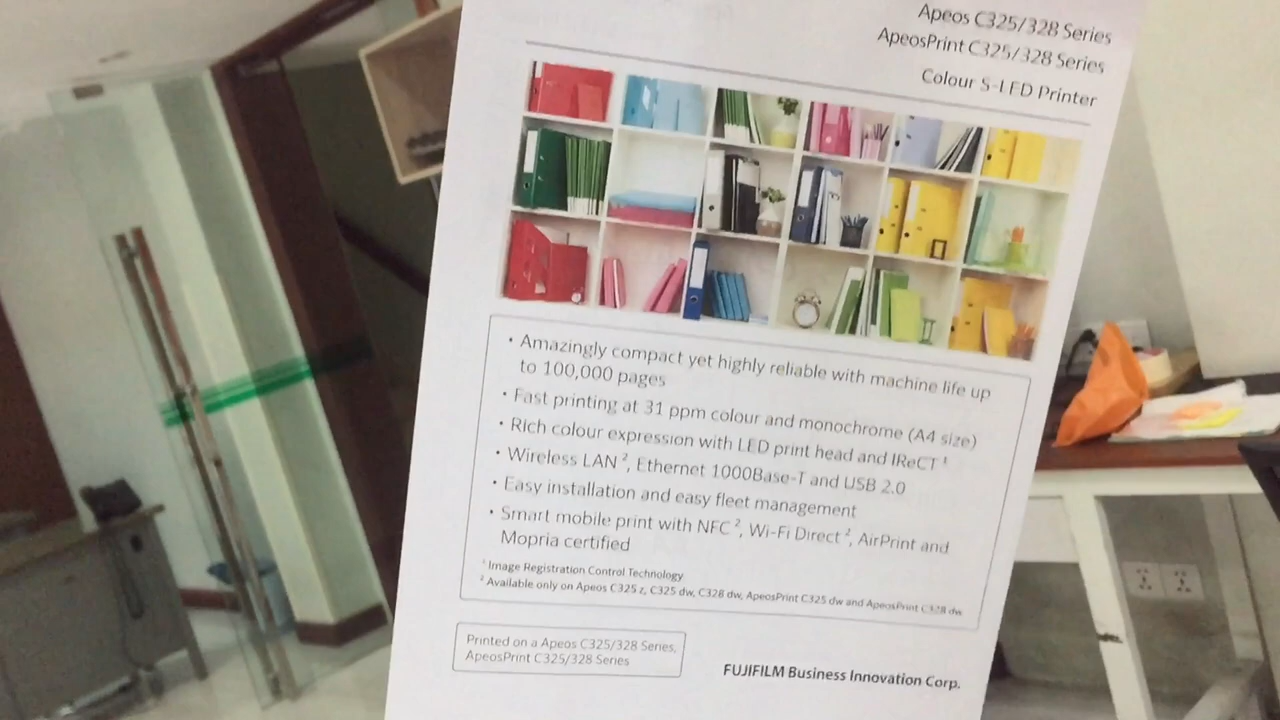 Apeos C325/328 Series
ApeosPrint C325/328 Series
Colour S-LED Printer
• Amazingly compact yet highly reliable with machine life up
to 100,000 pages
• Fast printing at 31 ppm colour and monochrome (A4 size)
• Rich colour expression with LED print head and IReCT ¹
• Wireless LAN ², Ethernet 1000Base-T and USB 2.0
• Easy installation and easy fleet management
• Smart mobile print with NFC ², Wi-Fi Direct ², AirPrint and
Mopria certified
¹ Image Registration Control Technology
² Available only on Apeos C325 z, C325 dw, C328 dw, ApeosPrint C325 dw and ApeosPrint C328 dw
Printed on a Apeos C325/328 Series,
ApeosPrint C325/328 Series
FUJIFILM Business Innovation Corp.